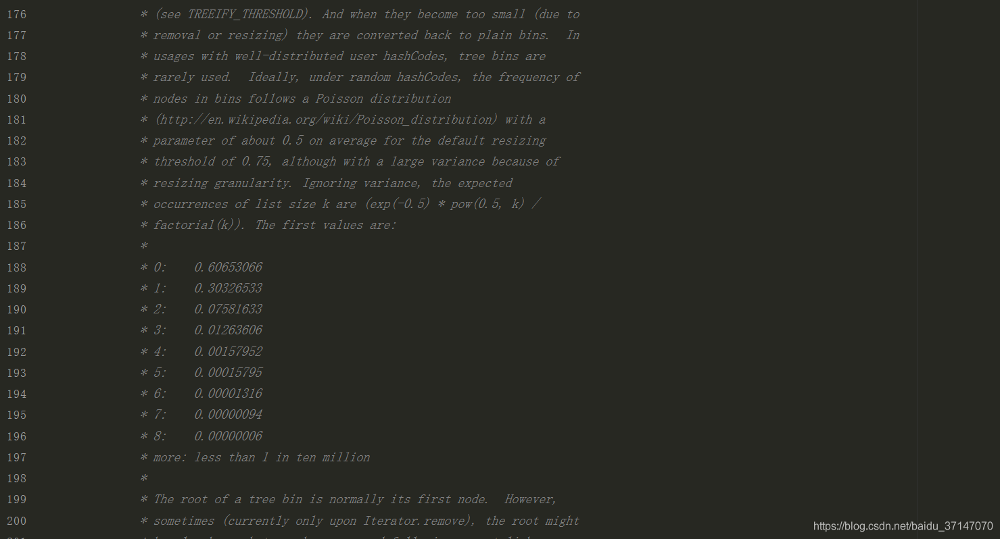 176 * (see TREEIFY_THRESHOLD). And when they become too small (due to
177 * removal or resizing) they are converted back to plain bins.  In
178 * usages with well-distributed user hashCodes, tree bins are
179 * rarely used.  Ideally, under random hashCodes, the frequency of
180 * nodes in bins follows a Poisson distribution
181 * (http://en.wikipedia.org/wiki/Poisson_distribution) with a
182 * parameter of about 0.5 on average for the default resizing
183 * threshold of 0.75, although with a large variance because of
184 * resizing granularity. Ignoring variance, the expected
185 * occurrences of list size k are (exp(-0.5) * pow(0.5, k) /
186 * factorial(k)). The first values are:
187 *
188 * 0:    0.60653066
189 * 1:    0.30326533
190 * 2:    0.07581633
191 * 3:    0.01263606
192 * 4:    0.00157952
193 * 5:    0.00015795
194 * 6:    0.00001316
195 * 7:    0.00000094
196 * 8:    0.00000006
197 * more: less than 1 in ten million
198 *
199 * The root of a tree bin is normally its first node.  However,
200 * sometimes (currently only upon Iterator.remove), the root might
https://blog.csdn.net/baidu_37147070